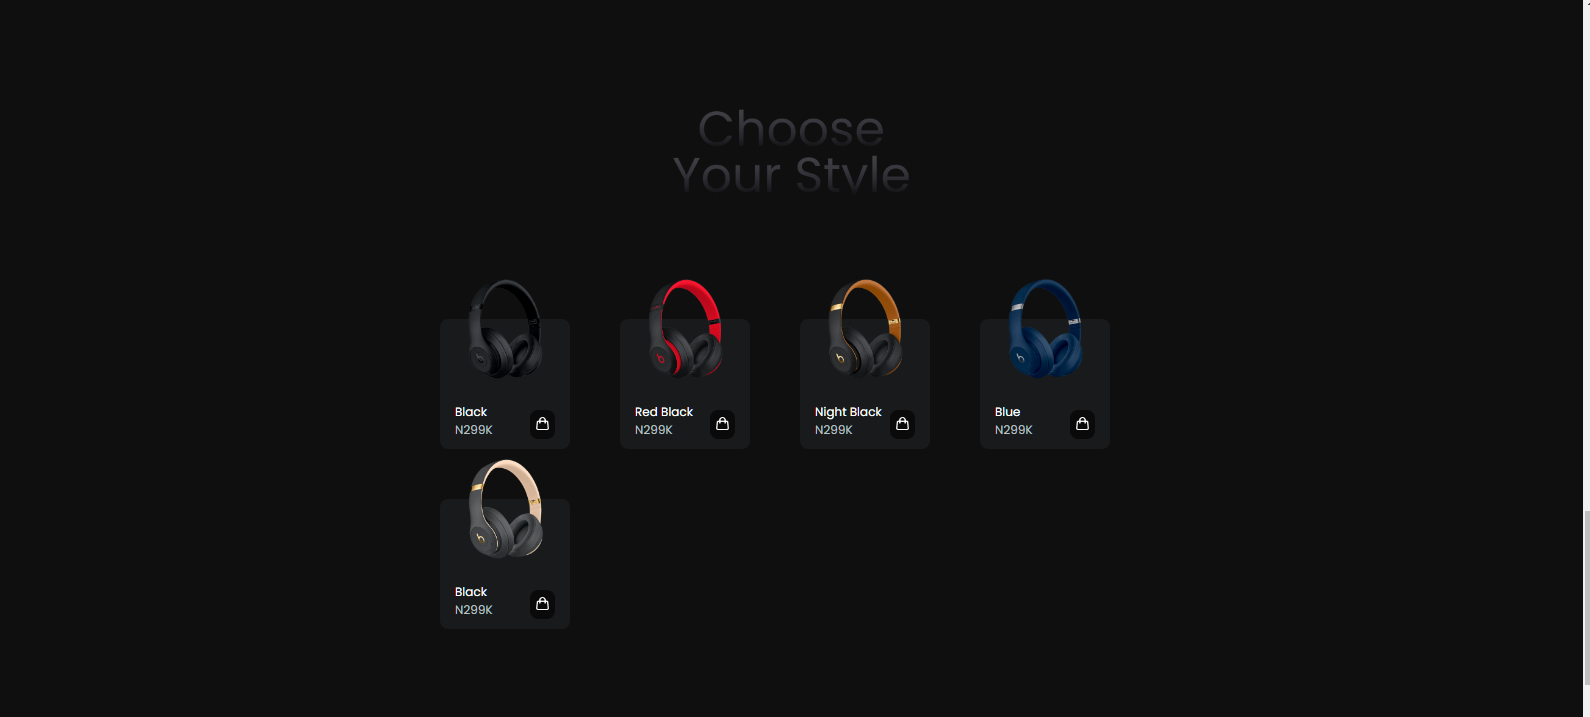 Choose
Your Style
Black
N299K
Red Black
N299K
Night Black
N299K
Blue
N299K
Black
N299K